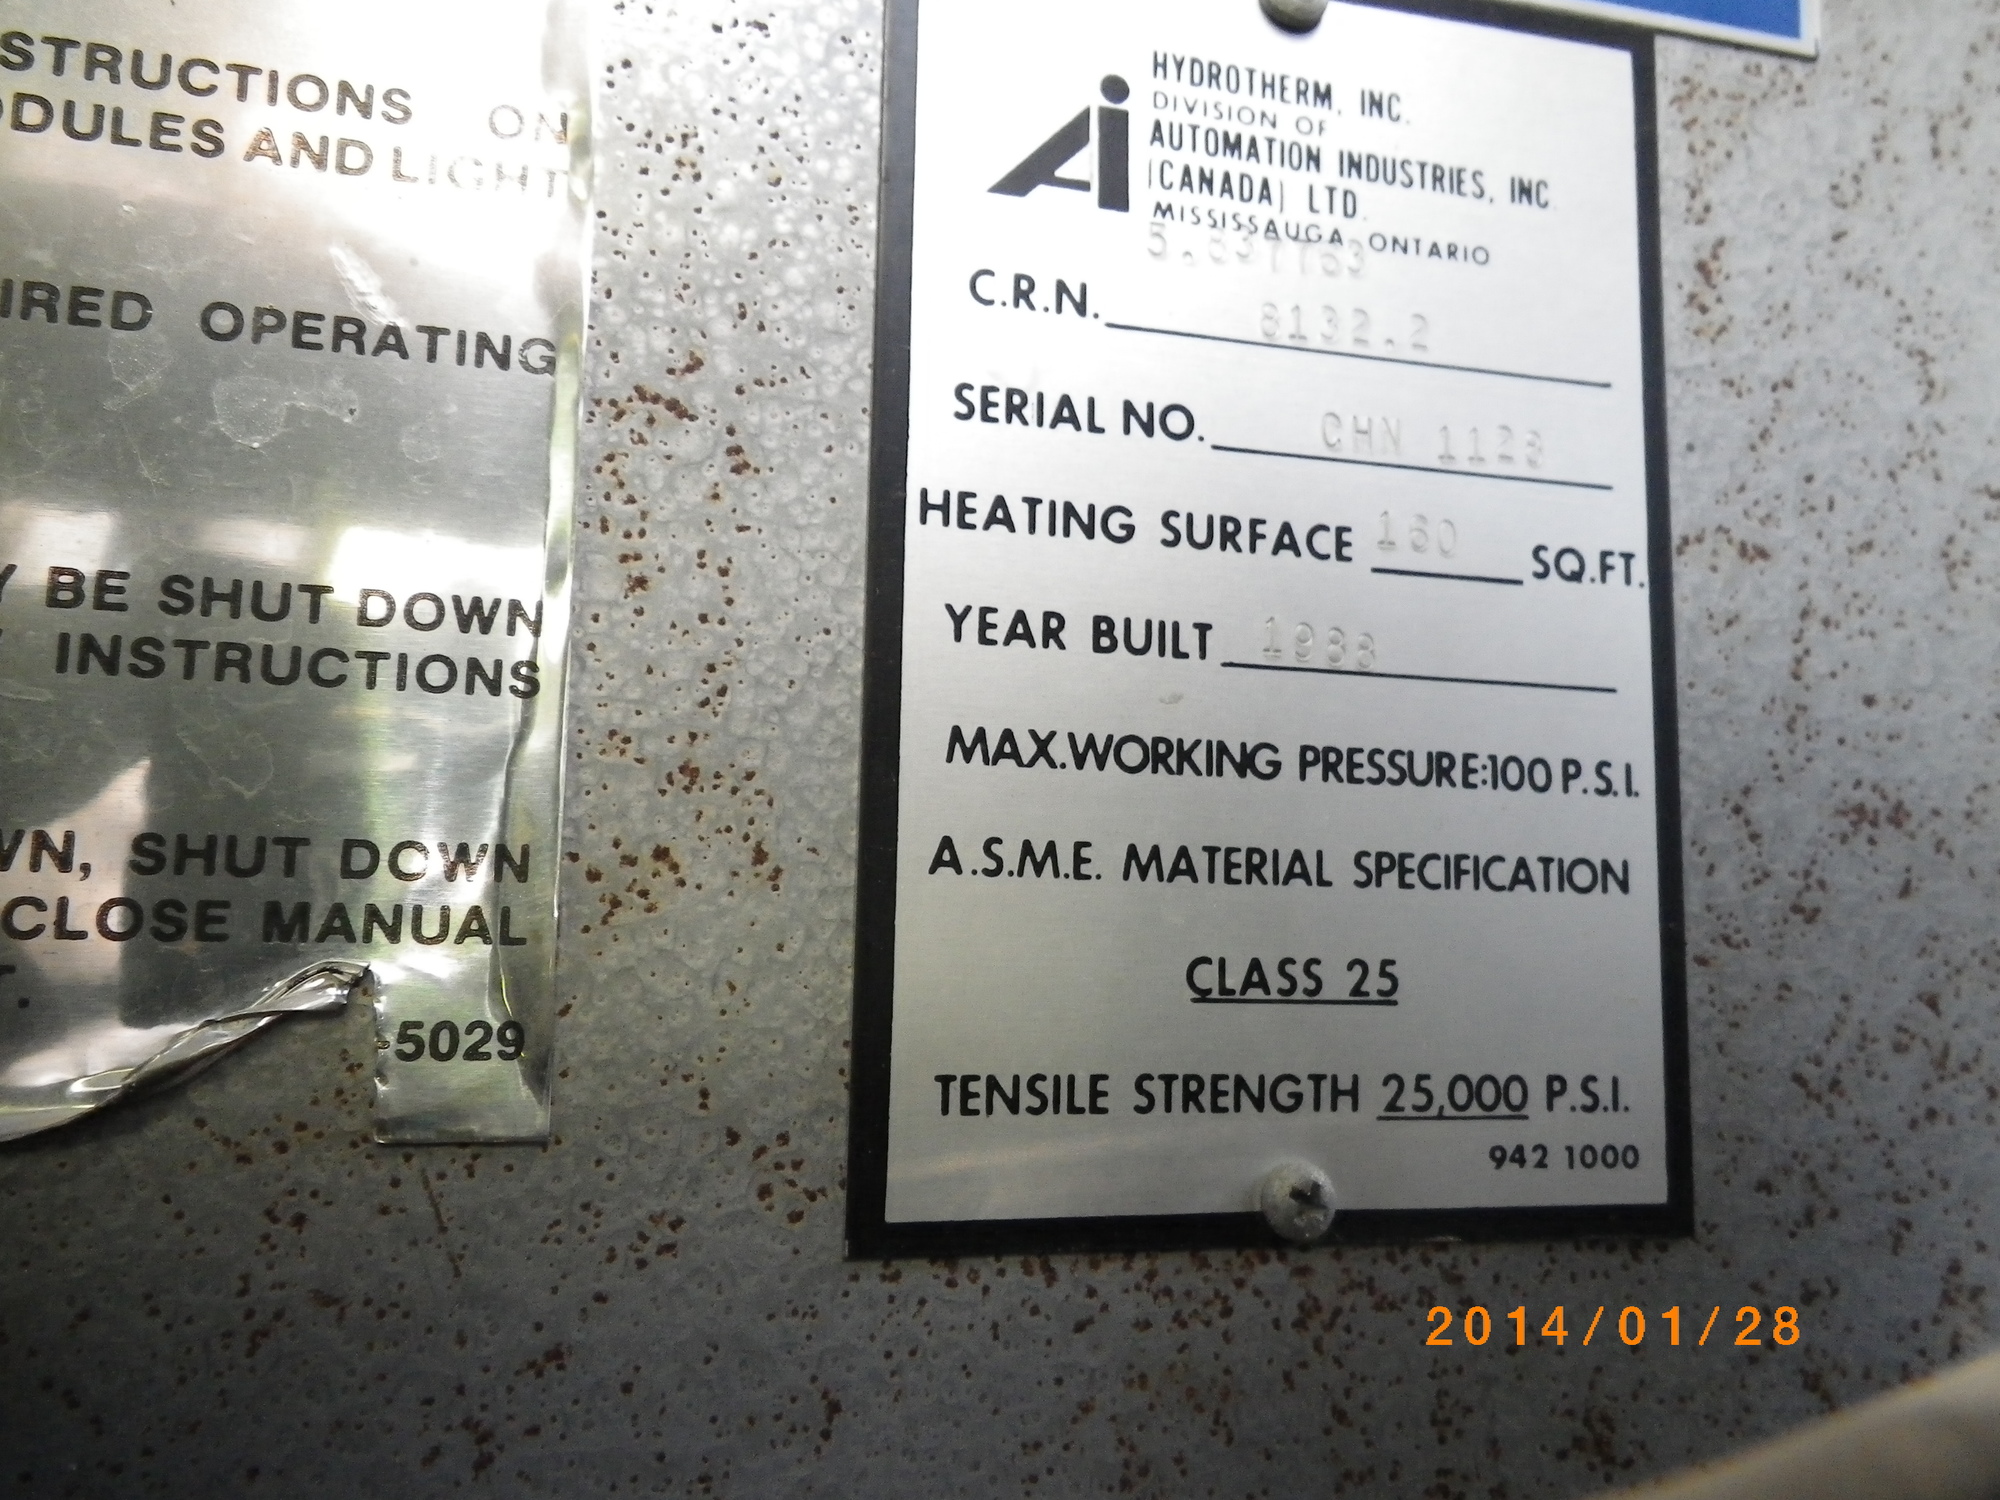 STRUCTIONS ON
DULES AND LIGHT
IRED OPERATING
Y BE SHUT DOWN
INSTRUCTIONS
WN, SHUT DOWN
CLOSE MANUAL
T.
-5029
Ai
HYDROTHERM, INC.
DIVISION OF
AUTOMATION INDUSTRIES, INC.
(CANADA) LTD.
MISSISSAUGA, ONTARIO
C.R.N. 8132.2
SERIAL NO. CHN
HEATING SURFACE 160 SQ.FT.
YEAR BUILT 1988
MAX.WORKING PRESSURE:100 P.S.I.
A.S.M.E. MATERIAL SPECIFICATION
CLASS 25
TENSILE STRENGTH 25,000 P.S.I.
942 1000
2014/01/28